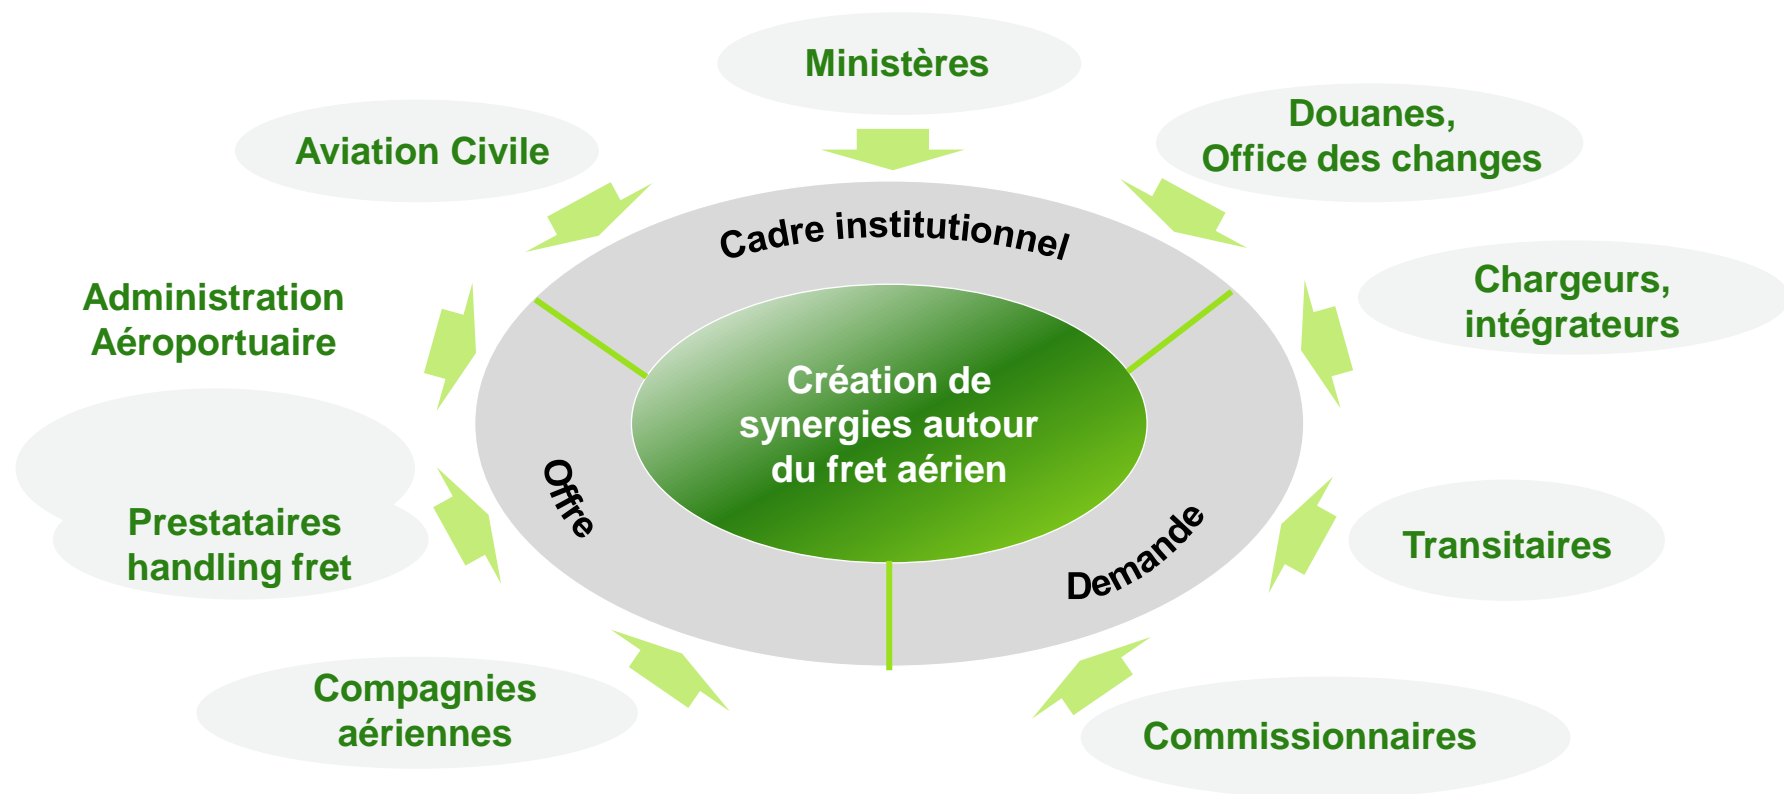 Ministères
Aviation Civile
Douanes,
Office des changes
Cadre institutionnel
Administration
Aéroportuaire
Chargeurs,
intégrateurs
Création de
synergies autour
du fret aérien
Offre
Demande
Prestataires
handling fret
Transitaires
Compagnies
aériennes
Commissionnaires